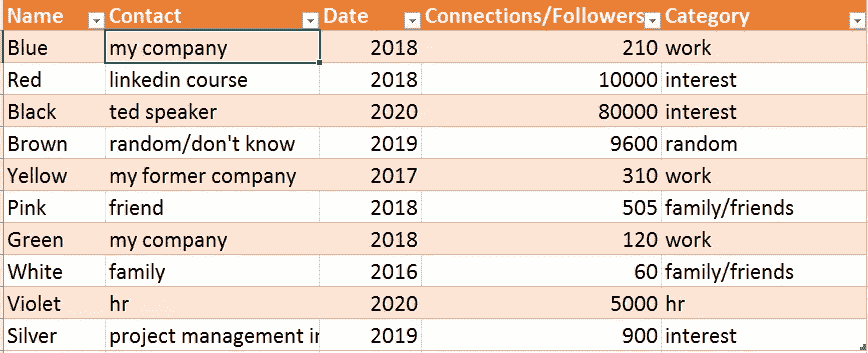 Name Contact Date Connections/Followers Category
Blue my company 2018 210 work
Red linkedin course 2018 10000 interest
Black ted speaker 2020 80000 interest
Brown random/don't know 2019 9600 random
Yellow my former company 2017 310 work
Pink friend 2018 505 family/friends
Green my company 2018 120 work
White family 2016 60 family/friends
Violet hr 2020 5000 hr
Silver project management 2019 900 interest